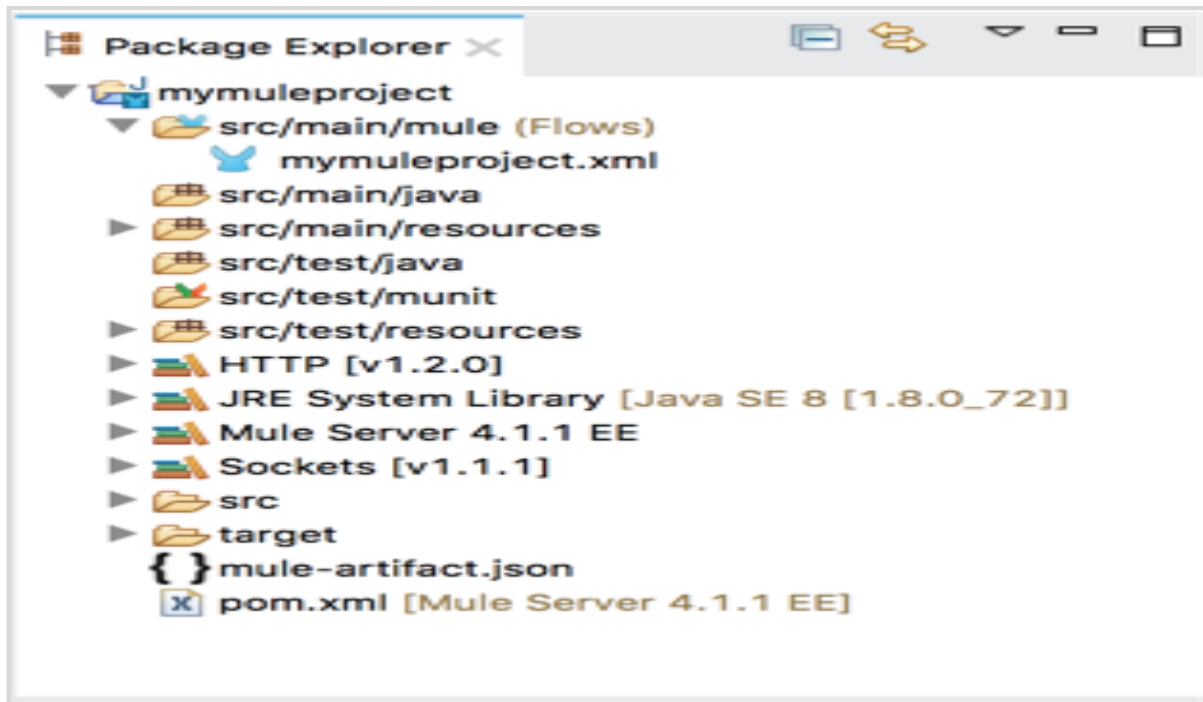 Package Explorer
mymuleproject
src/main/mule (Flows)
mymuleproject.xml
src/main/java
src/main/resources
src/test/java
src/test/munit
src/test/resources
HTTP [v1.2.0]
JRE System Library [Java SE 8 [1.8.0_72]]
Mule Server 4.1.1 EE
Sockets [v1.1.1]
src
target
{ } mule-artifact.json
pom.xml [Mule Server 4.1.1 EE]